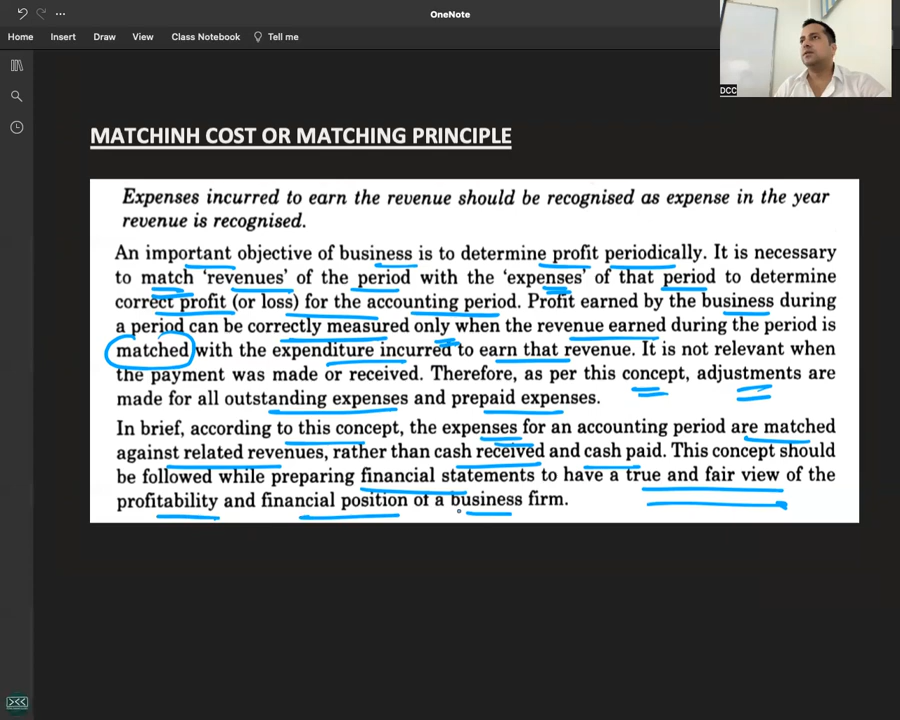 OneNote
Home Insert Draw View Class Notebook Tell me
DCC
MATCHINH COST OR MATCHING PRINCIPLE
Expenses incurred to earn the revenue should be recognised as expense in the year
revenue is recognised.
An important objective of business is to determine profit periodically. It is necessary
to match ‘revenues’ of the period with the ‘expenses’ of that period to determine
correct profit (or loss) for the accounting period. Profit earned by the business during
a period can be correctly measured only when the revenue earned during the period is
matched with the expenditure incurred to earn that revenue. It is not relevant when
the payment was made or received. Therefore, as per this concept, adjustments are
made for all outstanding expenses and prepaid expenses.
In brief, according to this concept, the expenses for an accounting period are matched
against related revenues, rather than cash received and cash paid. This concept should
be followed while preparing financial statements to have a true and fair view of the
profitability and financial position of a business firm.